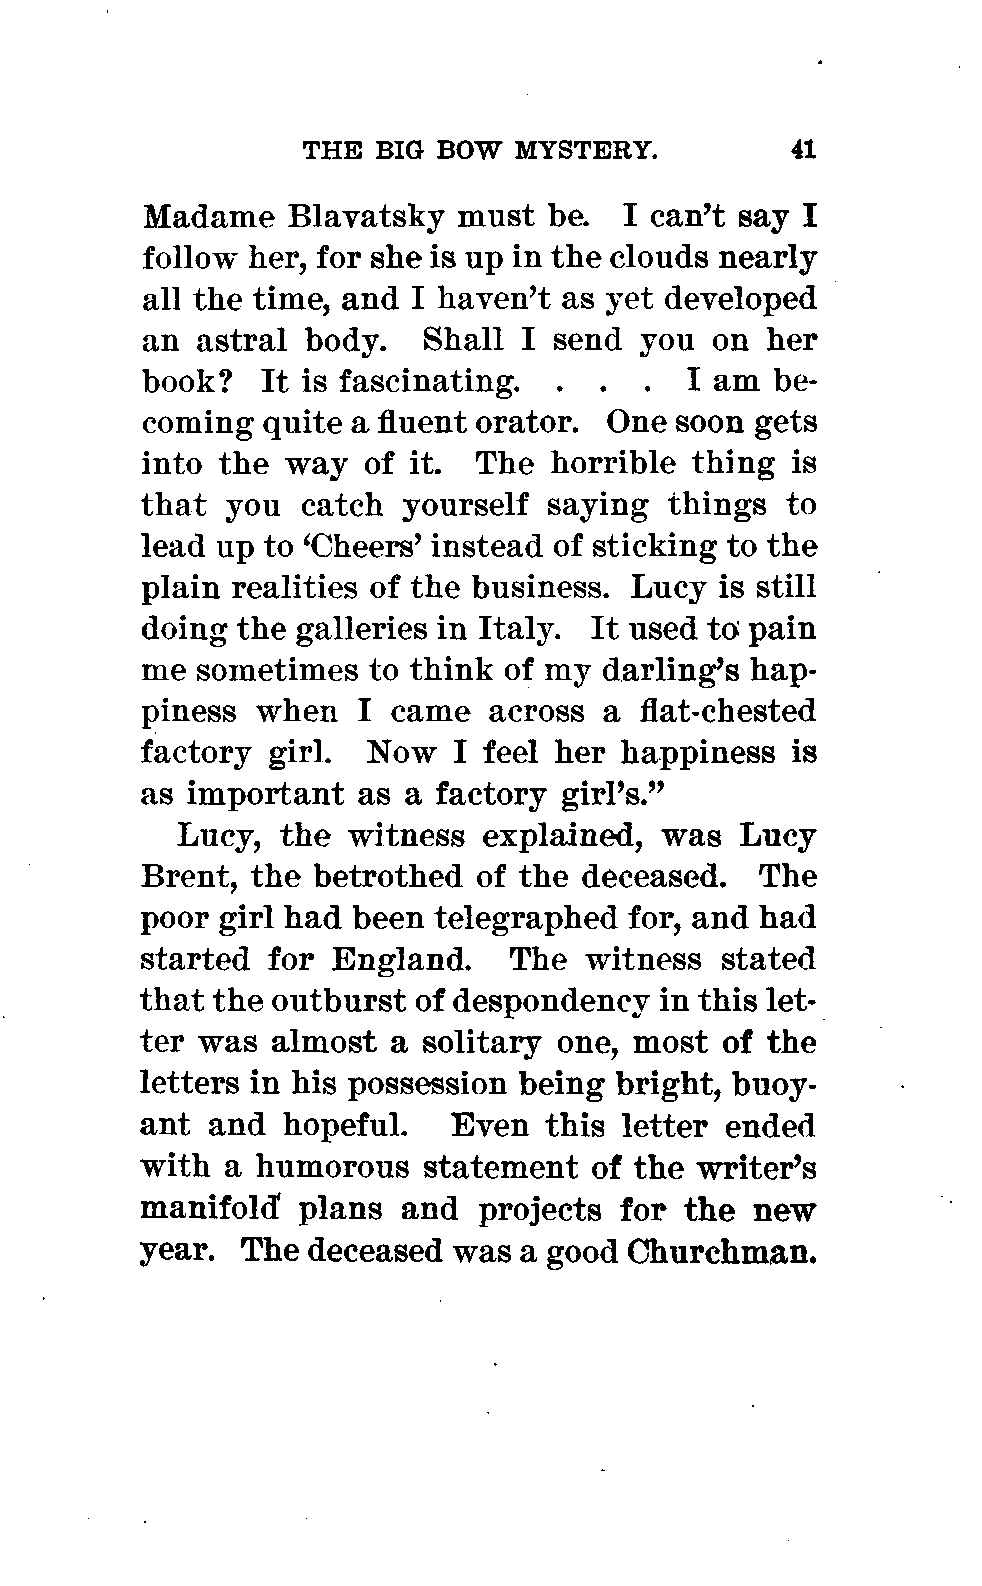 THE BIG BOW MYSTERY. 41
Madame Blavatsky must be. I can't say I
follow her, for she is up in the clouds nearly
all the time, and I haven't as yet developed
an astral body. Shall I send you on her
book? It is fascinating. . . . I am be-
coming quite a fluent orator. One soon gets
into the way of it. The horrible thing is
that you catch yourself saying things to
lead up to ‘Cheers’ instead of sticking to the
plain realities of the business. Lucy is still
doing the galleries in Italy. It used to pain
me sometimes to think of my darling's hap-
piness when I came across a flat-chested
factory girl. Now I feel her happiness is
as important as a factory girl's.”
Lucy, the witness explained, was Lucy
Brent, the betrothed of the deceased. The
poor girl had been telegraphed for, and had
started for England. The witness stated
that the outburst of despondency in this let-
ter was almost a solitary one, most of the
letters in his possession being bright, buoy-
ant and hopeful. Even this letter ended
with a humorous statement of the writer's
manifold plans and projects for the new
year. The deceased was a good Churchman.